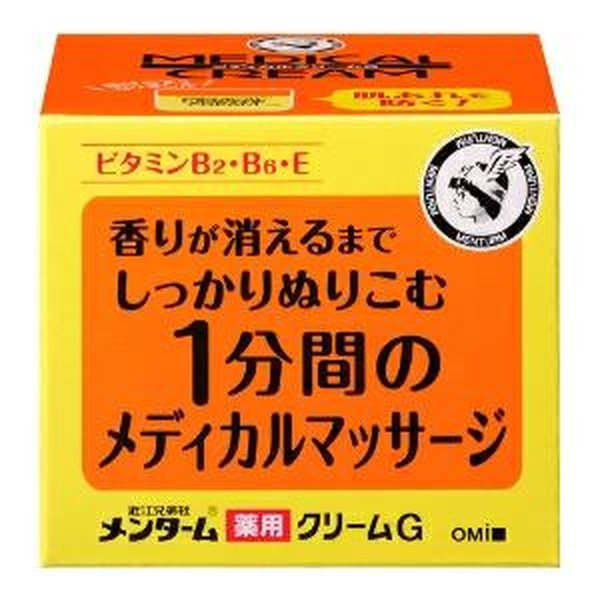 MEDICAL
CREAM
肌あれを
防ぐ!
ビタミンB2・B6・E
MENTURM
香りが消えるまで
しっかりぬりこむ
1分間の
メディカルマッサージ
近江兄弟社
メンターム® 薬用 クリームG
OMi